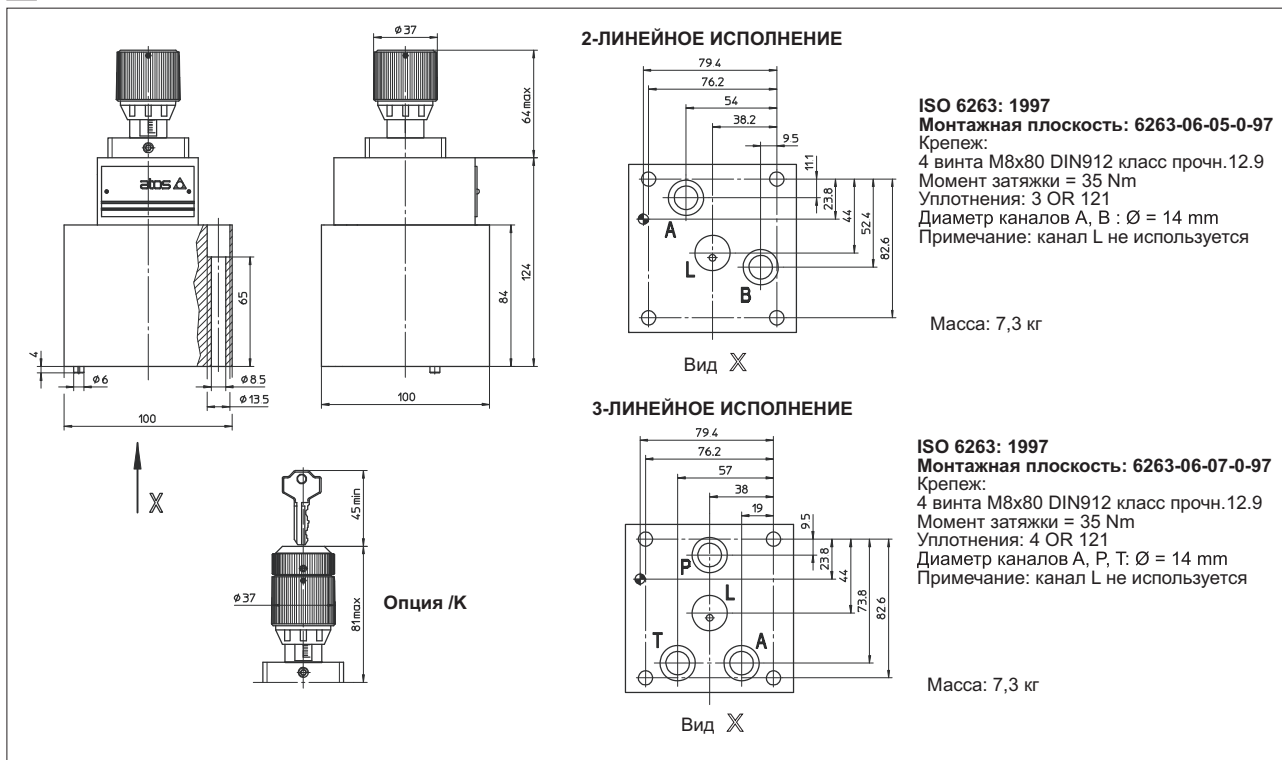 ø37
64max
atos
124
84
65
4
ø6
ø8.5
ø13.5
100
100
X
45min
ø37
81max
Опция /K
2-ЛИНЕЙНОЕ ИСПОЛНЕНИЕ
79.4
76.2
54
38.2
9.5
11.1
23.8
44
52.4
82.6
A
L
B
Вид X
ISO 6263: 1997
Монтажная плоскость: 6263-06-05-0-97
Крепеж:
4 винта M8x80 DIN912 класс прочн.12.9
Момент затяжки = 35 Nm
Уплотнения: 3 OR 121
Диаметр каналов A, B : Ø = 14 mm
Примечание: канал L не используется
Масса: 7,3 кг
3-ЛИНЕЙНОЕ ИСПОЛНЕНИЕ
79.4
76.2
57
38
19
9.5
23.8
44
73.8
82.6
P
L
T
A
Вид X
ISO 6263: 1997
Монтажная плоскость: 6263-06-07-0-97
Крепеж:
4 винта M8x80 DIN912 класс прочн.12.9
Момент затяжки = 35 Nm
Уплотнения: 4 OR 121
Диаметр каналов A, P, T: Ø = 14 mm
Примечание: канал L не используется
Масса: 7,3 кг